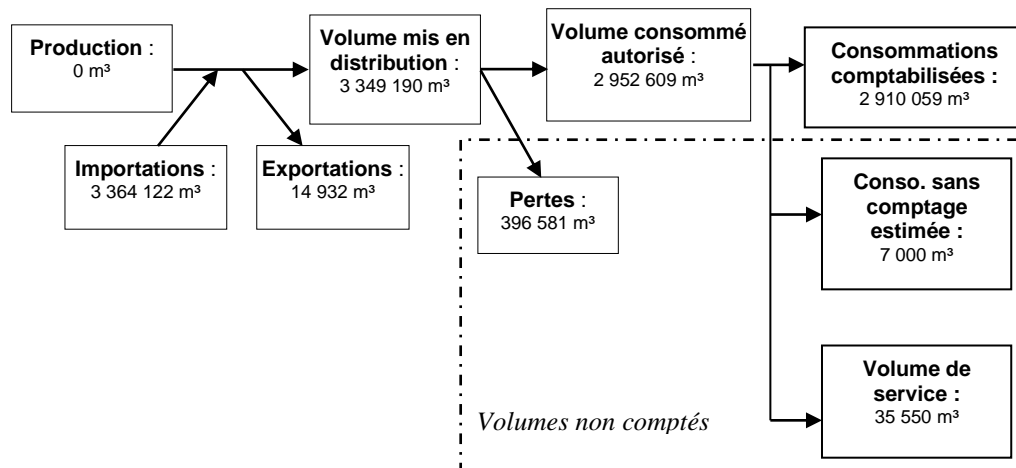 Production :
0 m³
Volume mis en
distribution :
3 349 190 m³
Volume consommé
autorisé :
2 952 609 m³
Consommations
comptabilisées :
2 910 059 m³
Importations :
3 364 122 m³
Exportations :
14 932 m³
Pertes :
396 581 m³
Conso. sans
comptage
estimée :
7 000 m³
Volume de
service :
35 550 m³
Volumes non comptés